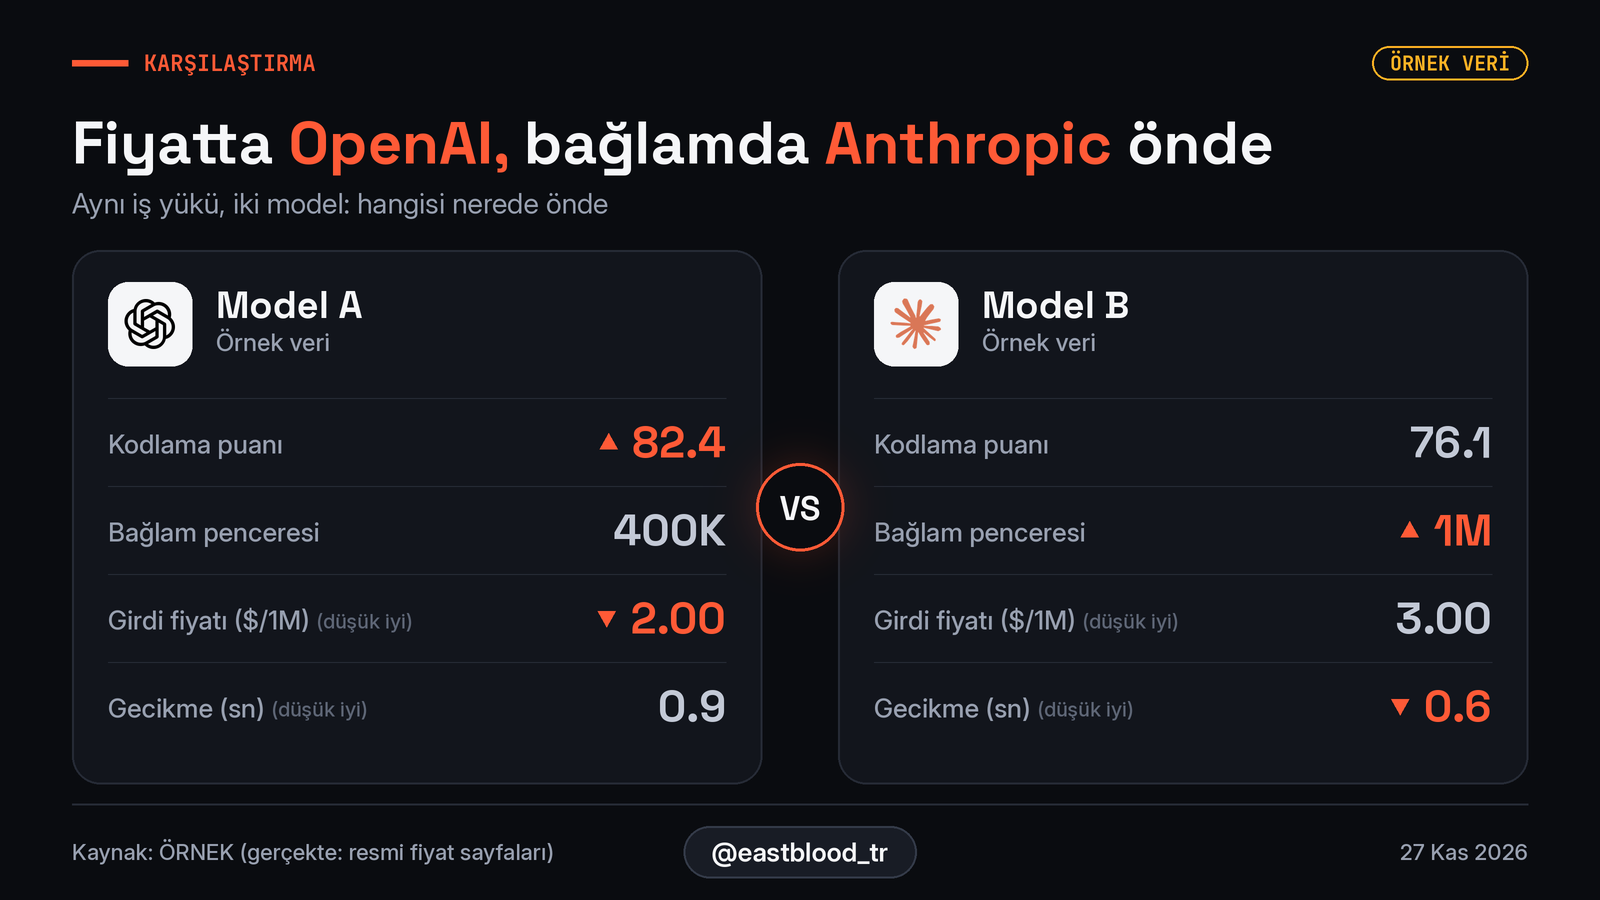 KARŞILAŞTIRMA
ÖRNEK VERİ
Fiyatta OpenAI, bağlamda Anthropic önde
Aynı iş yükü, iki model: hangisi nerede önde
Model A
Örnek veri
Kodlama puanı ▲ 82.4
Bağlam penceresi 400K
Girdi fiyatı ($/1M) (düşük iyi) ▼ 2.00
Gecikme (sn) (düşük iyi) 0.9
VS
Model B
Örnek veri
Kodlama puanı 76.1
Bağlam penceresi ▲ 1M
Girdi fiyatı ($/1M) (düşük iyi) 3.00
Gecikme (sn) (düşük iyi) ▼ 0.6
Kaynak: ÖRNEK (gerçekte: resmi fiyat sayfaları)
@eastblood_tr
27 Kas 2026